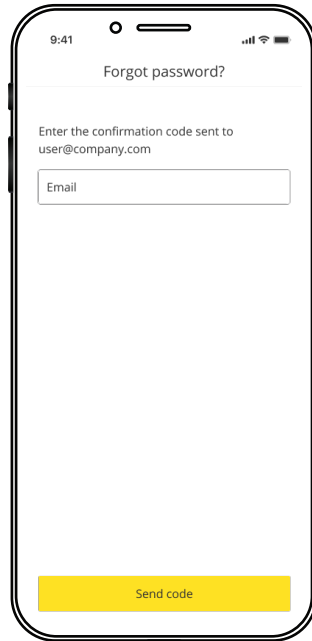 9:41
Forgot password?
Enter the confirmation code sent to
user@company.com
Email
Send code